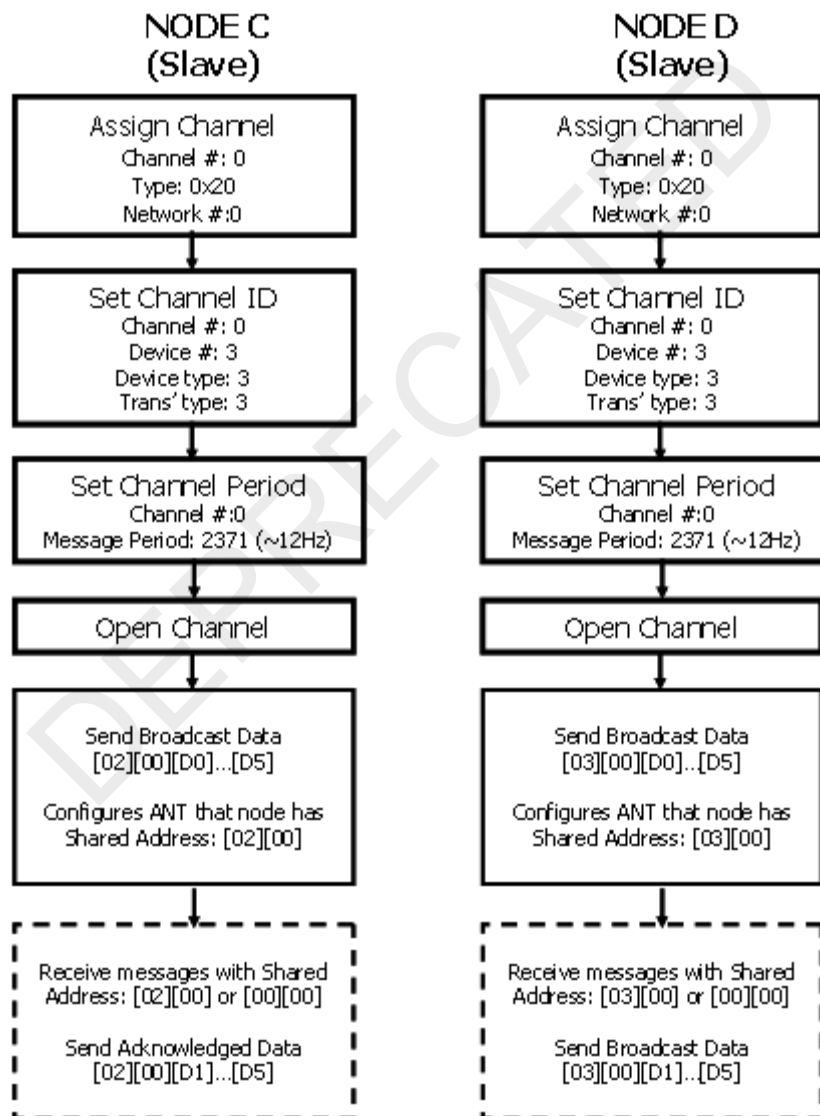 NODE C
(Slave)
Assign Channel
Channel #: 0
Type: 0x20
Network #:0
Set Channel ID
Channel #: 0
Device #: 3
Device type: 3
Trans' type: 3
Set Channel Period
Channel #:0
Message Period: 2371 (~12Hz)
Open Channel
Send Broadcast Data
[02][00][D0]...[D5]
Configures ANT that node has
Shared Address: [02][00]
Receive messages with Shared
Address: [02][00] or [00][00]
Send Acknowledged Data
[02][00][D1]...[D5]
NODE D
(Slave)
Assign Channel
Channel #: 0
Type: 0x20
Network #:0
Set Channel ID
Channel #: 0
Device #: 3
Device type: 3
Trans' type: 3
Set Channel Period
Channel #:0
Message Period: 2371 (~12Hz)
Open Channel
Send Broadcast Data
[03][00][D0]...[D5]
Configures ANT that node has
Shared Address: [03][00]
Receive messages with Shared
Address: [03][00] or [00][00]
Send Broadcast Data
[03][00][D1]...[D5]
DEPRECATED